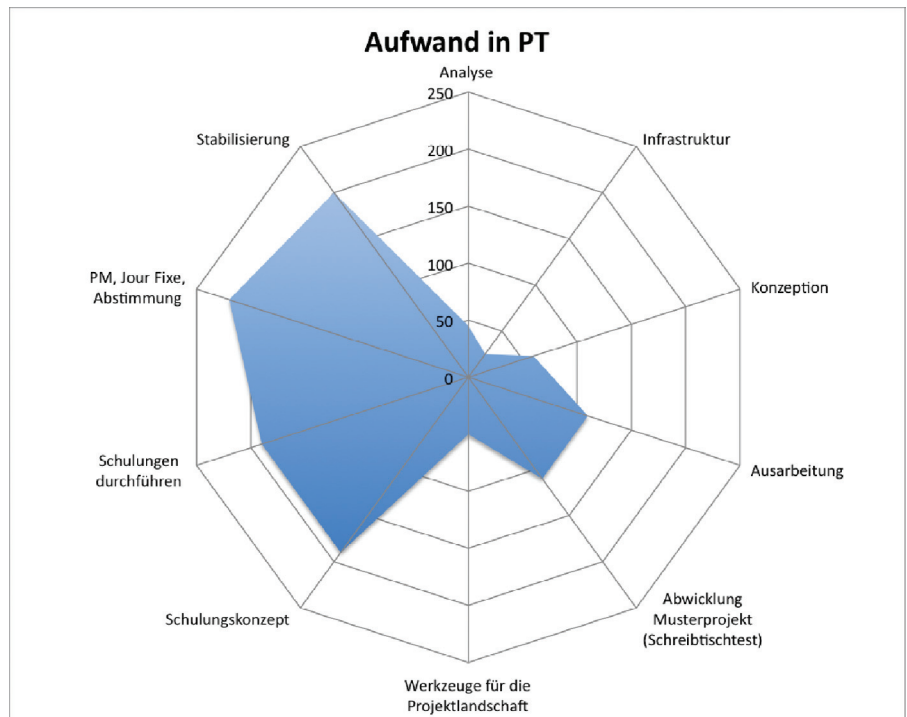 Aufwand in PT
Analyse
250
200
150
100
50
0
Infrastruktur
Konzeption
Ausarbeitung
Abwicklung
Musterprojekt
(Schreibtischtest)
Werkzeuge für die
Projektlandschaft
Schulungskonzept
Schulungen
durchführen
PM, Jour Fixe,
Abstimmung
Stabilisierung